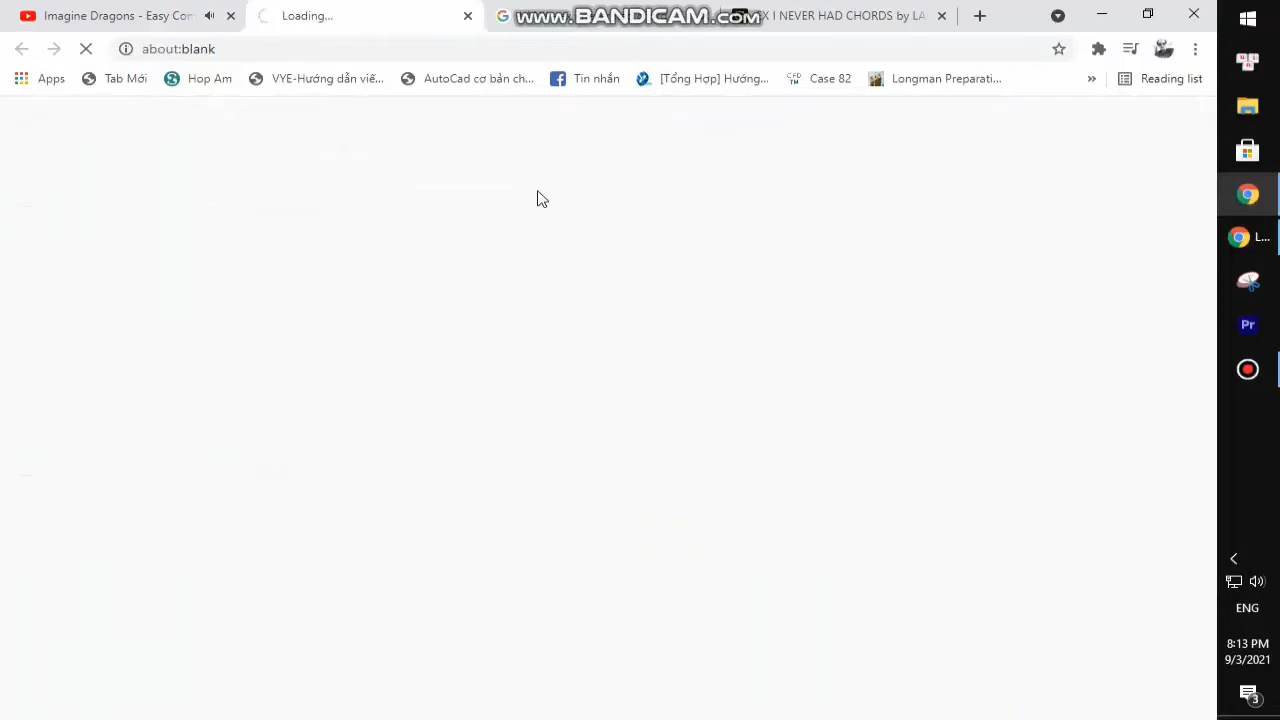 Imagine Dragons - Easy Com
Loading...
www.BANDICAM.com
X I NEVER HAD CHORDS by LA
about:blank
Apps
Tab Mới
Hop Am
VYE-Hướng dẫn viế...
AutoCad cơ bản ch...
Tin nhắn
[Tổng Hợp] Hướng...
Case 82
Longman Preparati...
»
Reading list
L...
Pr
ENG
8:13 PM
9/3/2021
3